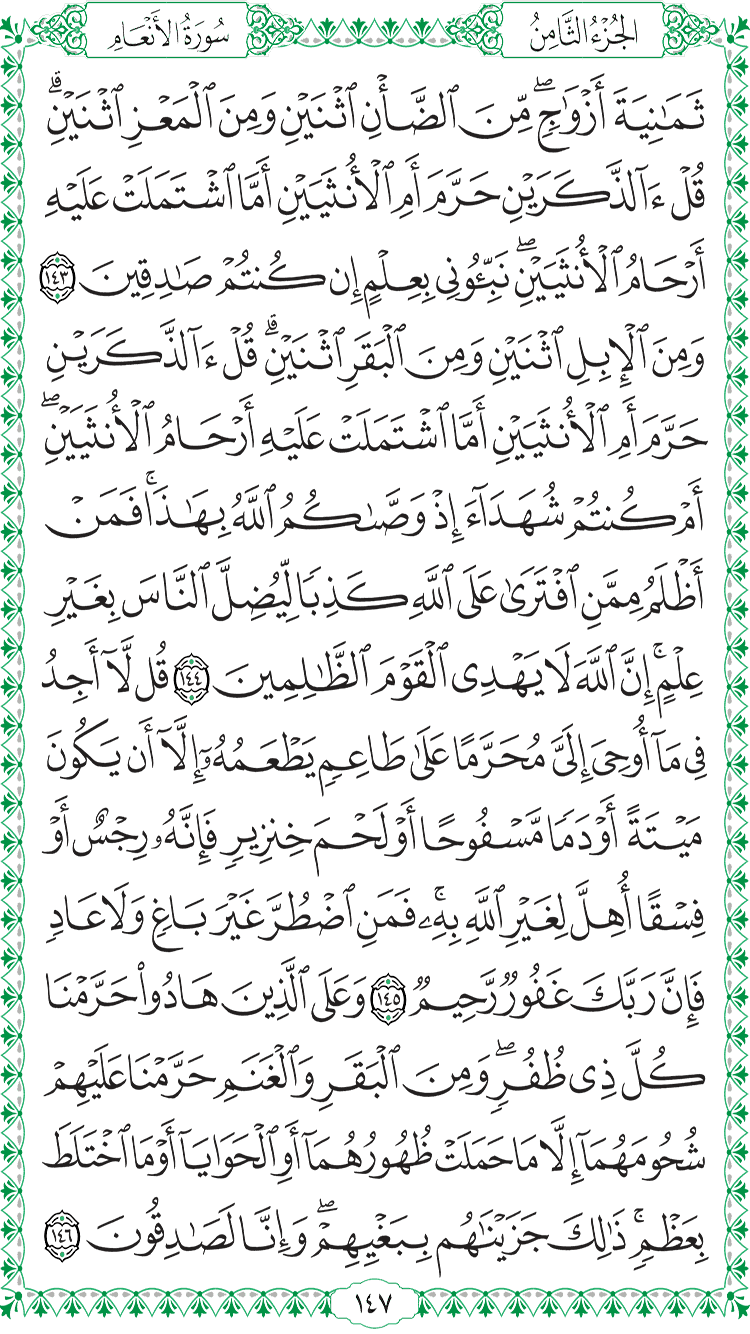 الجُزْءُ الثَّامِنُ
سُورَةُ الأَنْعَامِ
ثَمَٰنِيَةَ أَزْوَٰجٖۖ مِّنَ ٱلضَّأۡنِ ٱثۡنَيۡنِ وَمِنَ ٱلۡمَعۡزِ ٱثۡنَيۡنِۗ
قُلۡ ءَآلذَّكَرَيۡنِ حَرَّمَ أَمِ ٱلۡأُنثَيَيۡنِ أَمَّا ٱشۡتَمَلَتۡ عَلَيۡهِ
أَرۡحَامُ ٱلۡأُنثَيَيۡنِۖ نَبِّـُٔونِي بِعِلۡمٍ إِن كُنتُمۡ صَٰدِقِينَ ١٤٣
وَمِنَ ٱلۡإِبِلِ ٱثۡنَيۡنِ وَمِنَ ٱلۡبَقَرِ ٱثۡنَيۡنِۗ قُلۡ ءَآلذَّكَرَيۡنِ
حَرَّمَ أَمِ ٱلۡأُنثَيَيۡنِ أَمَّا ٱشۡتَمَلَتۡ عَلَيۡهِ أَرۡحَامُ ٱلۡأُنثَيَيۡنِۖ
أَمۡ كُنتُمۡ شُهَدَآءَ إِذۡ وَصَّىٰكُمُ ٱللَّهُ بِهَٰذَاۚ فَمَنۡ
أَظۡلَمُ مِمَّنِ ٱفۡتَرَىٰ عَلَى ٱللَّهِ كَذِبٗا لِّيُضِلَّ ٱلنَّاسَ بِغَيۡرِ
عِلۡمٍۚ إِنَّ ٱللَّهَ لَا يَهۡدِي ٱلۡقَوۡمَ ٱلظَّٰلِمِينَ ١٤٤ قُل لَّآ أَجِدُ
فِي مَآ أُوحِيَ إِلَيَّ مُحَرَّمًا عَلَىٰ طَاعِمٖ يَطۡعَمُهُۥٓ إِلَّآ أَن يَكُونَ
مَيۡتَةً أَوۡ دَمٗا مَّسۡفُوحًا أَوۡ لَحۡمَ خِنزِيرٖ فَإِنَّهُۥ رِجۡسٌ أَوۡ
فِسۡقًا أُهِلَّ لِغَيۡرِ ٱللَّهِ بِهِۦۚ فَمَنِ ٱضۡطُرَّ غَيۡرَ بَاغٖ وَلَا عَادٖ
فَإِنَّ رَبَّكَ غَفُورٞ رَّحِيمٞ ١٤٥ وَعَلَى ٱلَّذِينَ هَادُواْ حَرَّمۡنَا
كُلَّ ذِي ظُفُرٖۖ وَمِنَ ٱلۡبَقَرِ وَٱلۡغَنَمِ حَرَّمۡنَا عَلَيۡهِمۡ
شُحُومَهُمَآ إِلَّا مَا حَمَلَتۡ ظُهُورُهُمَآ أَوِ ٱلۡحَوَايَآ أَوۡ مَا ٱخۡتَلَطَ
بِعَظۡمٖۚ ذَٰلِكَ جَزَيۡنَٰهُم بِبَغۡيِهِمۡۖ وَإِنَّا لَصَٰدِقُونَ ١٤٦
١٤٧